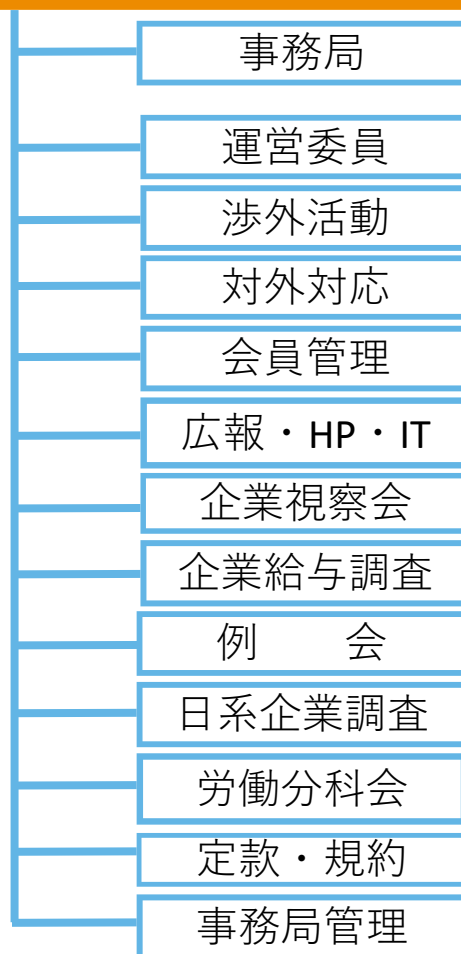 事務局
運営委員
渉外活動
対外対応
会員管理
広報・HP・IT
企業視察会
企業給与調査
例　　会
日系企業調査
労働分科会
定款・規約
事務局管理